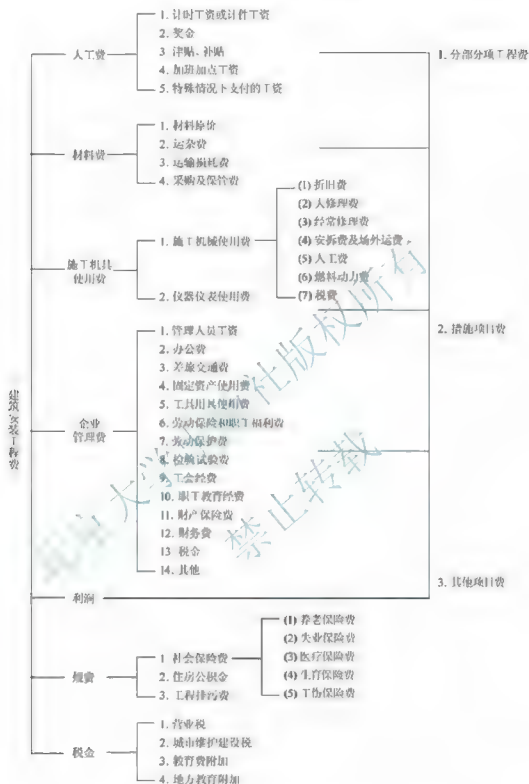 建筑安装工程费
人工费
1. 计时工资或计件工资
2. 奖金
3 津贴、补贴
4. 加班加点工资
5. 特殊情况下支付的工资
材料费
1. 材料原价
2. 运杂费
3. 运输损耗费
4. 采购及保管费
施工机具
使用费
1. 施工机械使用费
(1) 折旧费
(2) 大修理费
(3) 经常修理费
(4) 安拆费及场外运费
(5) 人工费
(6) 燃料动力费
(7) 税费
2. 仪器仪表使用费
企业
管理费
1. 管理人员工资
2. 办公费
3. 差旅交通费
4. 固定资产使用费
5. 工具用具使用费
6. 劳动保险和职工福利费
7. 劳动保护费
8. 检验试验费
9. 工会经费
10. 职工教育经费
11. 财产保险费
12. 财务费
13 税金
14. 其他
利润
规费
1 社会保险费
(1) 养老保险费
(2) 失业保险费
(3) 医疗保险费
(4) 生育保险费
(5) 工伤保险费
2. 住房公积金
3. 工程排污费
税金
1. 营业税
2. 城市维护建设税
3. 教育费附加
4. 地方教育附加
1. 分部分项工程费
2. 措施项目费
3. 其他项目费
大学 社版权所有
禁止转载